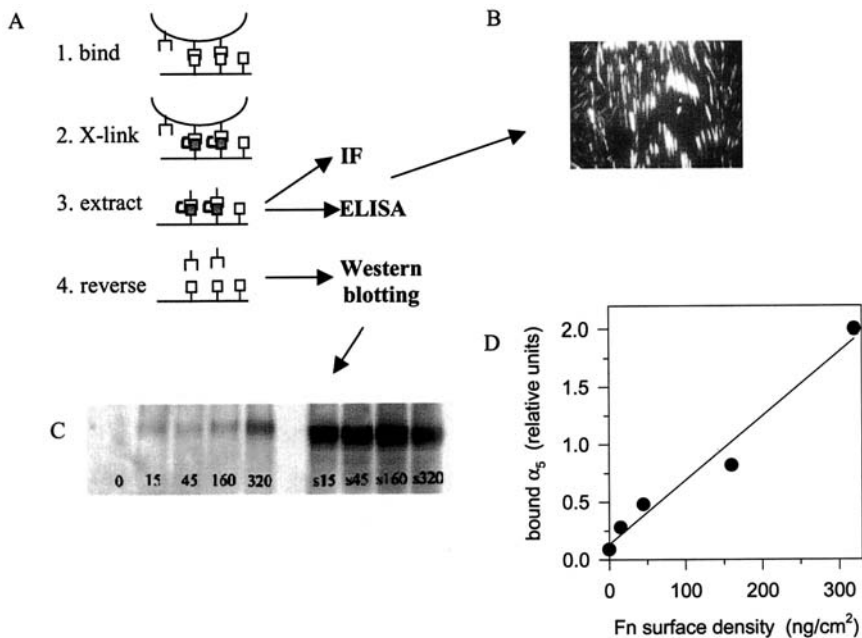 A
1. bind
2. X-link
3. extract
4. reverse
IF
ELISA
Western
blotting
B
C
0 15 45 160 320 s15 s45 s160 s320
D
bound α5 (relative units)
2.0
1.5
1.0
0.5
0.0
0 100 200 300
Fn surface density (ng/cm²)